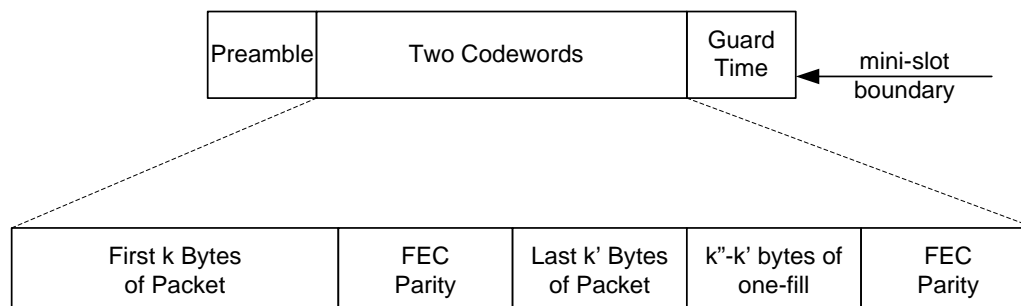 Preamble
Two Codewords
Guard
Time
mini-slot
boundary
First k Bytes
of Packet
FEC
Parity
Last k’ Bytes
of Packet
k”-k’ bytes of
one-fill
FEC
Parity